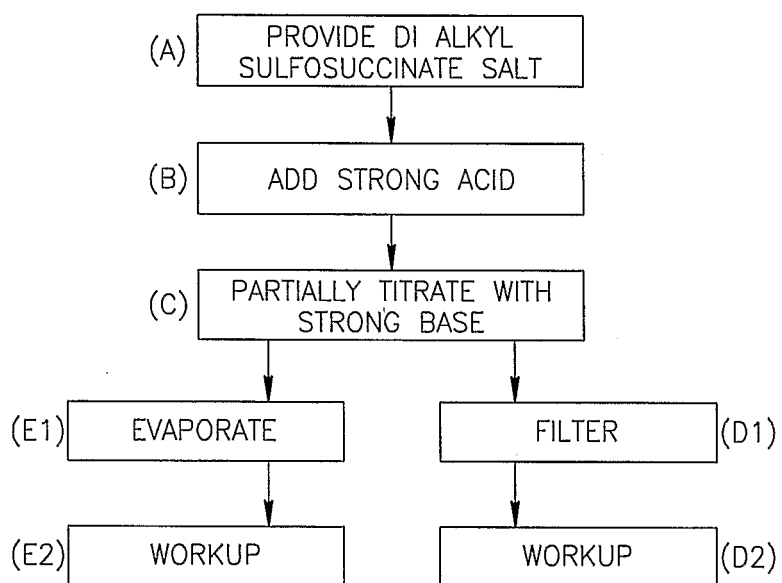 (A) PROVIDE DI ALKYL
SULFOSUCCINATE SALT
(B) ADD STRONG ACID
(C) PARTIALLY TITRATE WITH
STRONG BASE
(E1) EVAPORATE
FILTER (D1)
(E2) WORKUP
WORKUP (D2)